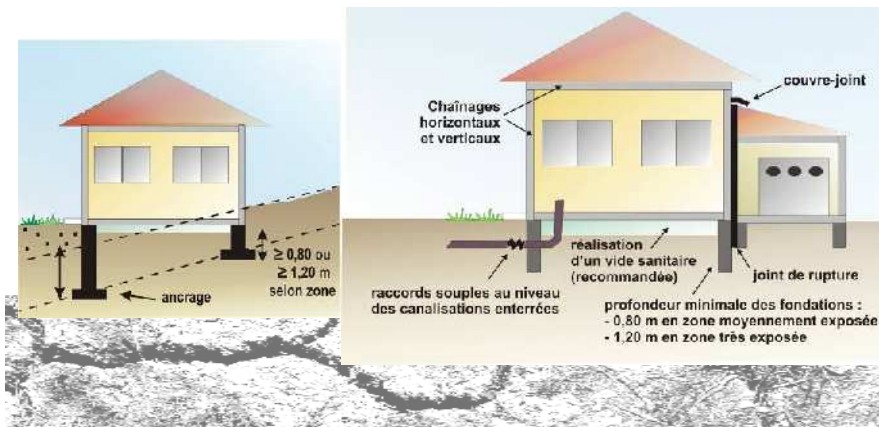 ≥ 0,80 ou
≥ 1,20 m
selon zone
ancrage
couvre-joint
Chaînages
horizontaux
et verticaux
réalisation
d'un vide sanitaire
(recommandée)
joint de rupture
raccords souples au niveau
des canalisations enterrées
profondeur minimale des fondations :
- 0,80 m en zone moyennement exposée
- 1,20 m en zone très exposée